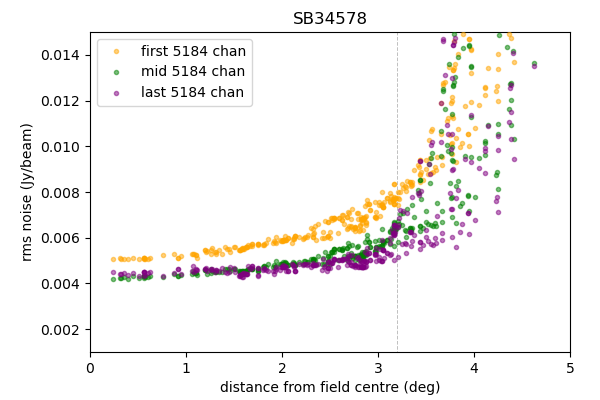 SB34578
first 5184 chan
mid 5184 chan
last 5184 chan
rms noise (Jy/beam)
0.014
0.012
0.010
0.008
0.006
0.004
0.002
0 1 2 3 4 5
distance from field centre (deg)